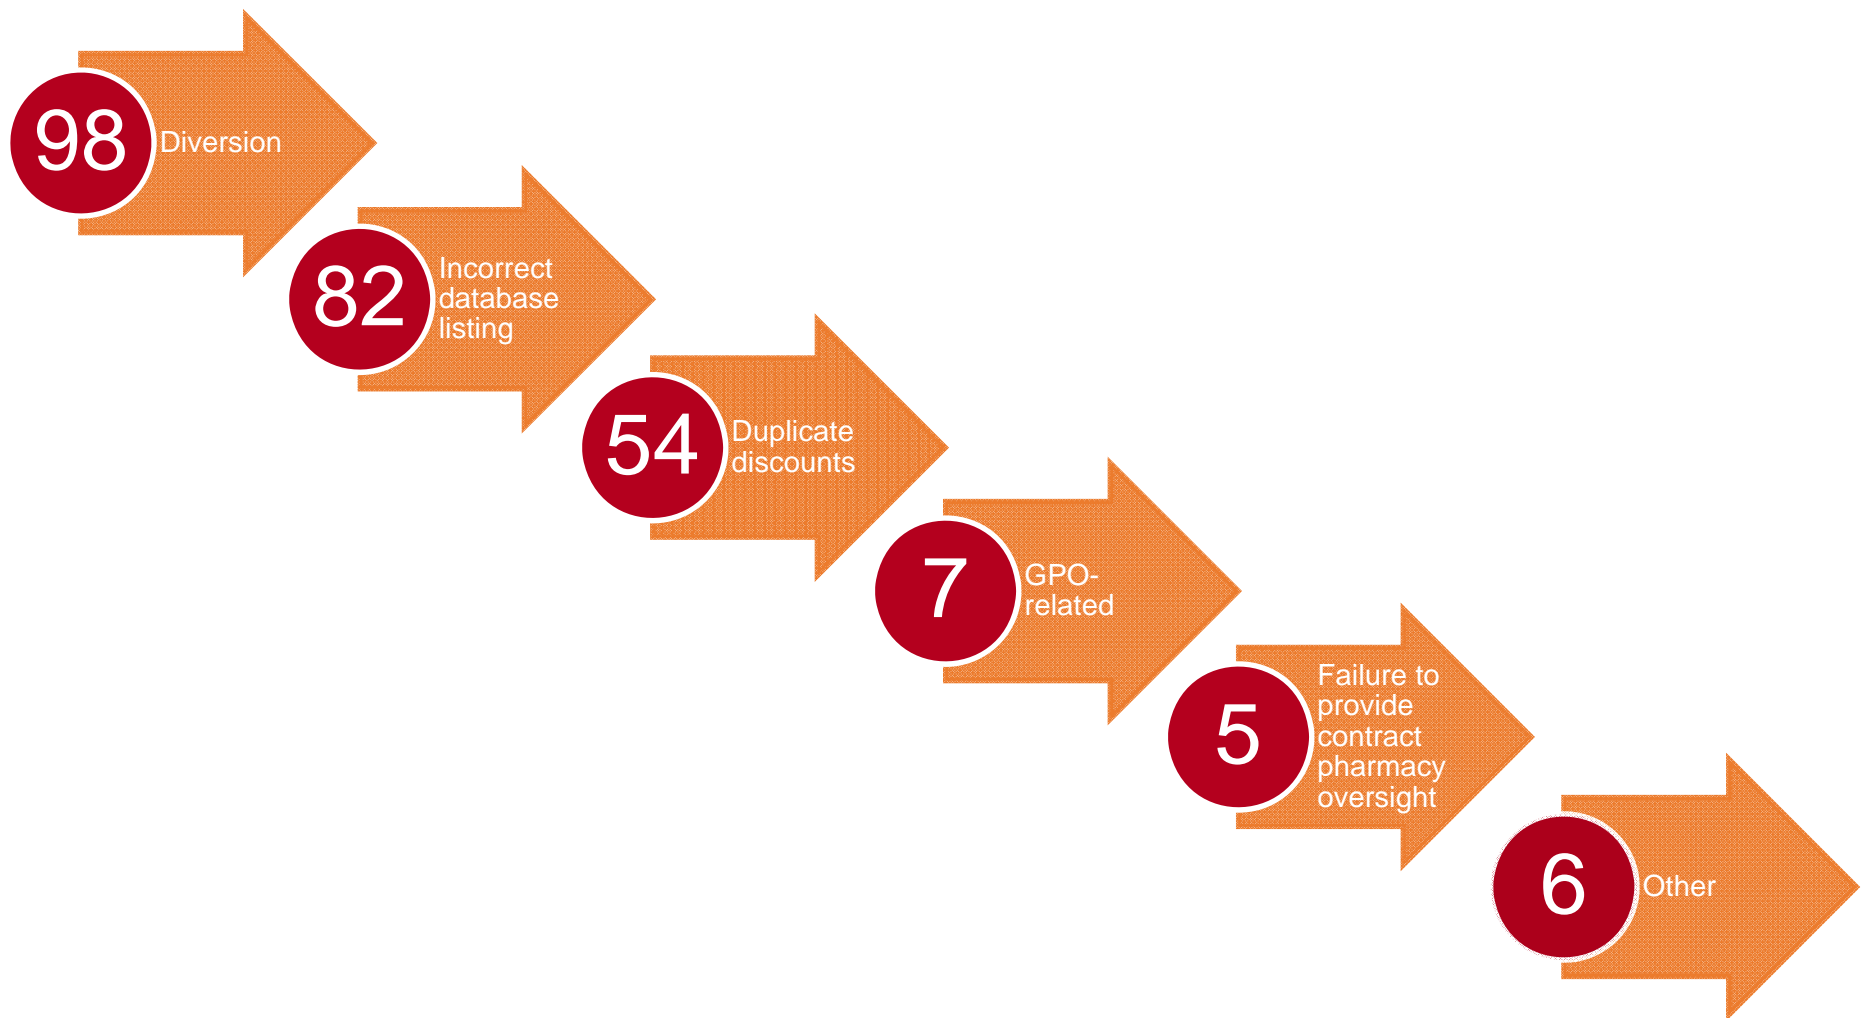 98
Diversion
82
Incorrect
database
listing
54
Duplicate
discounts
7
GPO-
related
5
Failure to
provide
contract
pharmacy
oversight
6
Other